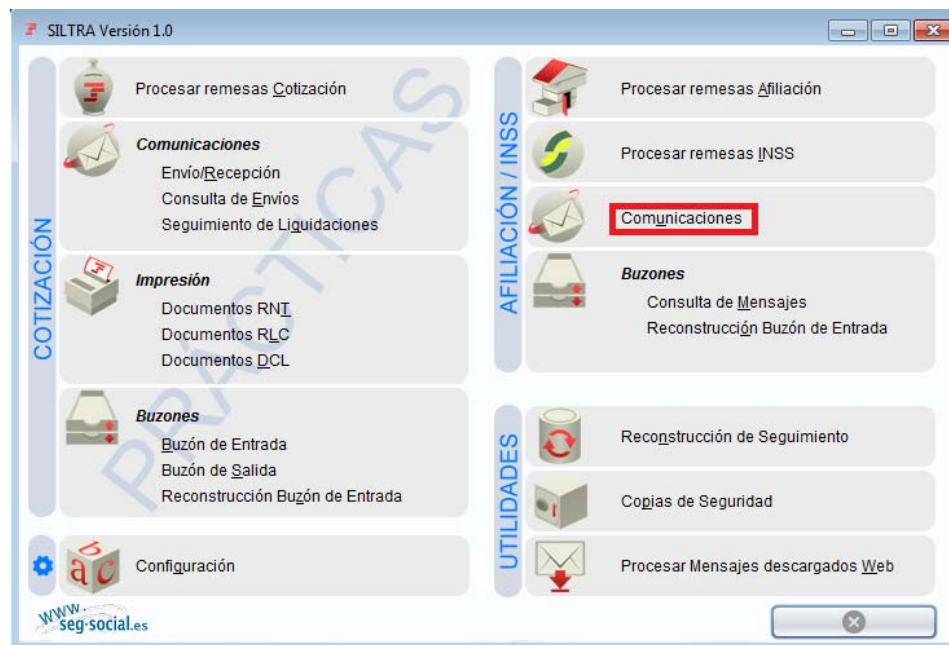 SILTRA Versión 1.0
COTIZACIÓN
Procesar remesas Cotización
Comunicaciones
Envío/Recepción
Consulta de Envíos
Seguimiento de Liquidaciones
Impresión
Documentos RNT
Documentos RLC
Documentos DCL
Buzones
Buzón de Entrada
Buzón de Salida
Reconstrucción Buzón de Entrada
Configuración
abc
www.
seg-social.es
PRÁCTICAS
AFILIACIÓN / INSS
Procesar remesas Afiliación
Procesar remesas INSS
Comunicaciones
Buzones
Consulta de Mensajes
Reconstrucción Buzón de Entrada
UTILIDADES
Reconstrucción de Seguimiento
Copias de Seguridad
Procesar Mensajes descargados Web